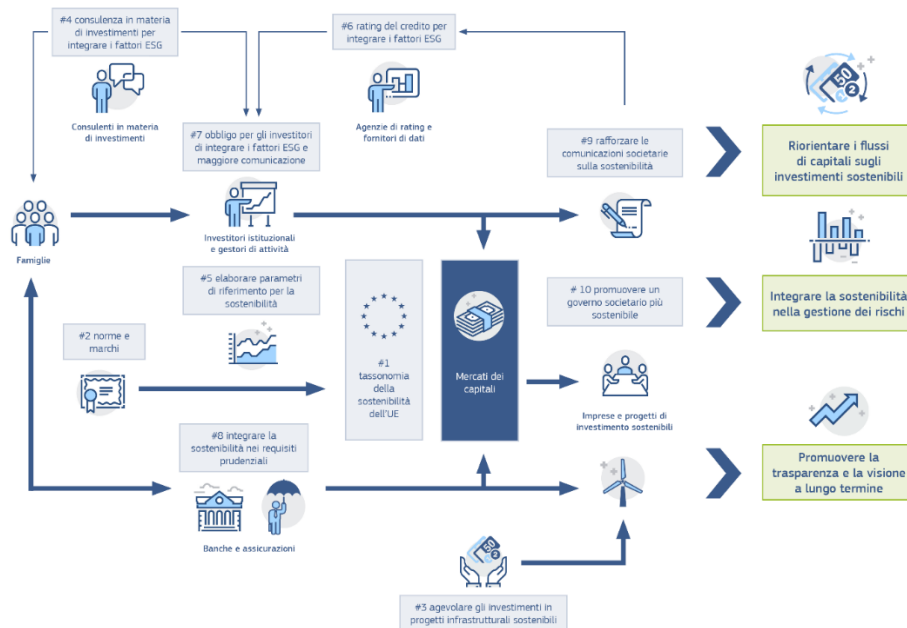 #4 consulenza in materia
di investimenti per
integrare i fattori ESG
#6 rating del credito per
integrare i fattori ESG
Consulenti in materia
di investimenti
#7 obbligo per gli investitori
di integrare i fattori ESG e
maggiore comunicazione
Agenzie di rating e
fornitori di dati
#9 rafforzare le
comunicazioni societarie
sulla sostenibilità
50
2
Riorientare i flussi
di capitali sugli
investimenti sostenibili
Famiglie
Investitori istituzionali
e gestori di attività
#5 elaborare parametri
di riferimento per la
sostenibilità
# 10 promuovere un
governo societario più
sostenibile
Integrare la sostenibilità
nella gestione dei rischi
#2 norme e
marchi
#1
tassonomia
della
sostenibilità
dell'UE
Mercati dei
capitali
Imprese e progetti di
investimento sostenibili
#8 integrare la
sostenibilità nei requisiti
prudenziali
Promuovere la
trasparenza e la visione
a lungo termine
Banche e assicurazioni
50
2
#3 agevolare gli investimenti in
progetti infrastrutturali sostenibili